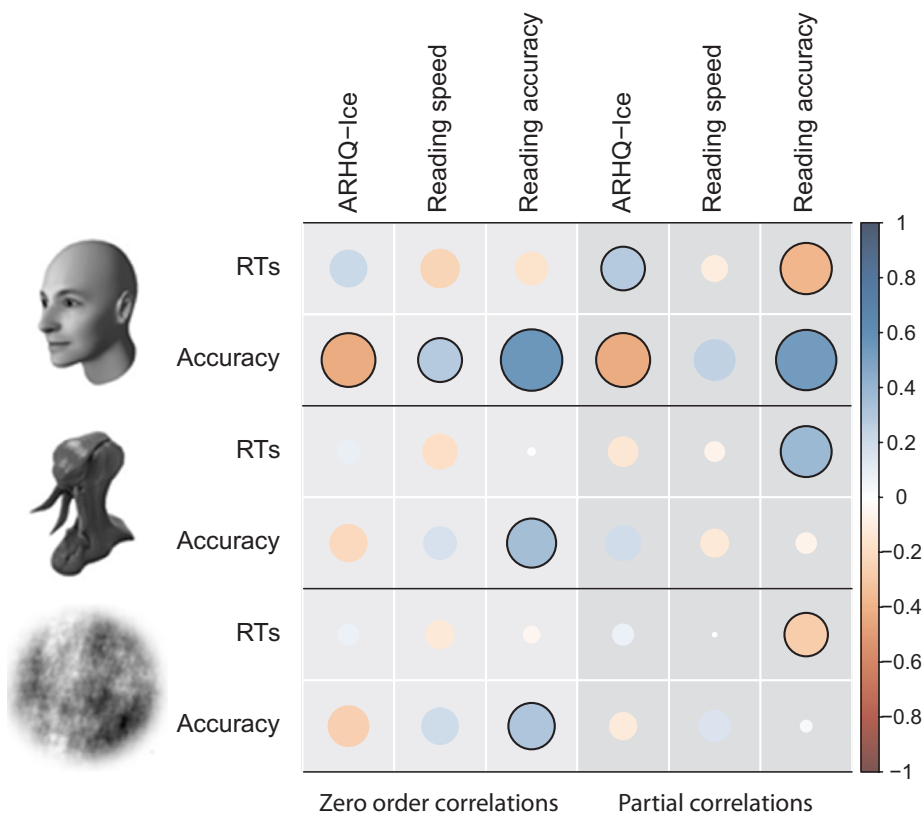 ARHQ−Ice
Reading speed
Reading accuracy
ARHQ−Ice
Reading speed
Reading accuracy
RTs
Accuracy
RTs
Accuracy
RTs
Accuracy
1
0.8
0.6
0.4
0.2
0
−0.2
−0.4
−0.6
−0.8
−1
Zero order correlations
Partial correlations